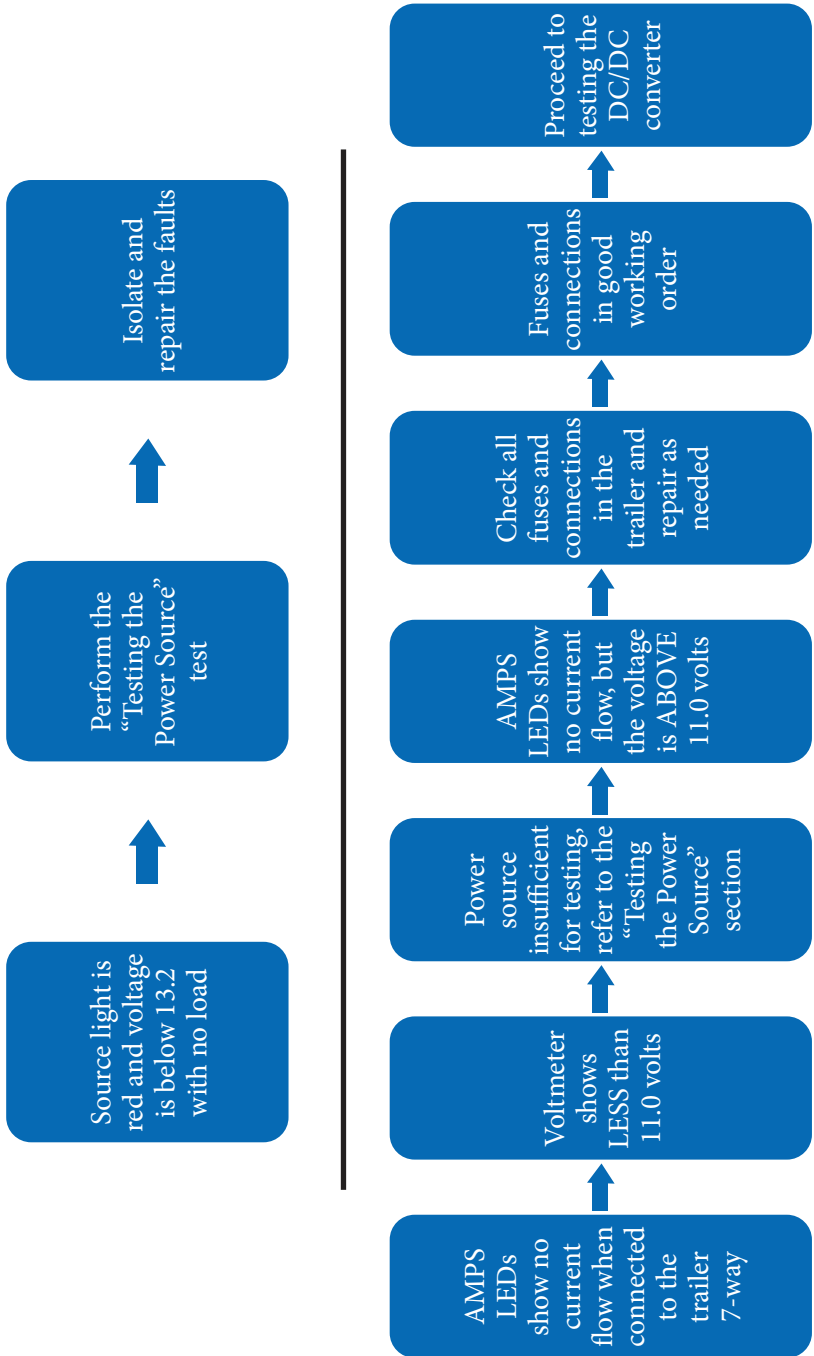 Source light is
red and voltage
is below 13.2
with no load
Perform the
“Testing the
Power Source”
test
Isolate and
repair the faults
AMPS
LEDs
show no
current
flow when
connected
to the
trailer
7-way
Voltmeter
shows
LESS than
11.0 volts
Power
source
insufficient
for testing,
refer to the
“Testing
the Power
Source”
section
AMPS
LEDs show
no current
flow, but
the voltage
is ABOVE
11.0 volts
Check all
fuses and
connections
in the
trailer and
repair as
needed
Fuses and
connections
in good
working
order
Proceed to
testing the
DC/DC
converter